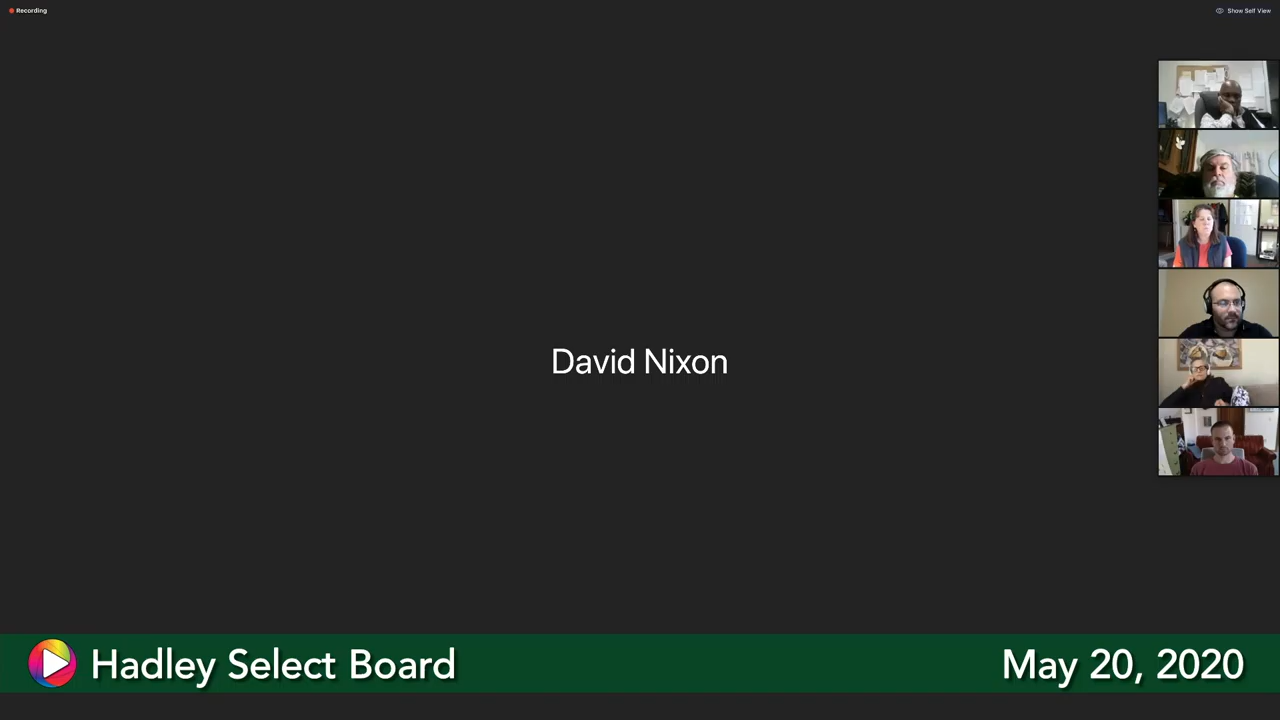 Recording
Show Self View
David Nixon
Hadley Select Board
May 20, 2020